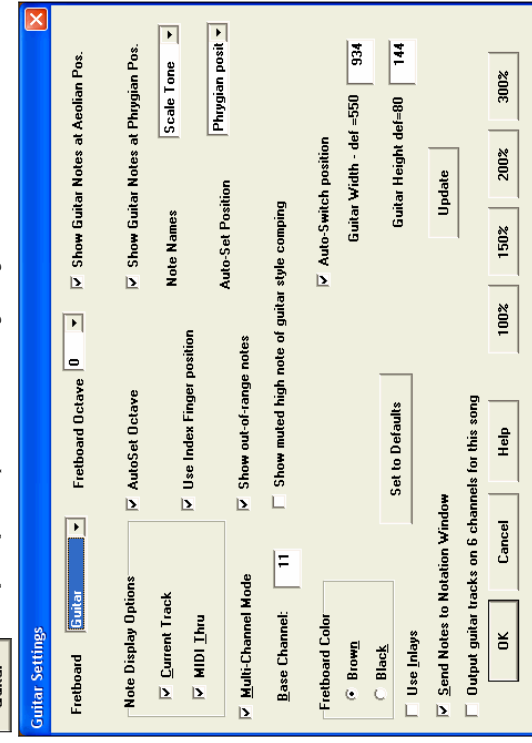 Guitar Settings
Fretboard Guitar Fretboard Octave 0 Show Guitar Notes at Aeolian Pos.
Note Display Options AutoSet Octave Show Guitar Notes at Phrygian Pos.
Current Track Use Index Finger position Note Names Scale Tone
MIDI Thru
Multi-Channel Mode Show out-of-range notes Auto-Set Position Phrygian posit
Base Channel: 11 Show muted high note of guitar style comping
Fretboard Color Auto-Switch position
Brown Guitar Width - def =550 934
Black Set to Defaults Guitar Height def=80 144
Use Inlays
Send Notes to Notation Window Update
Output guitar tracks on 6 channels for this song
OK Cancel Help 100% 150% 200% 300%